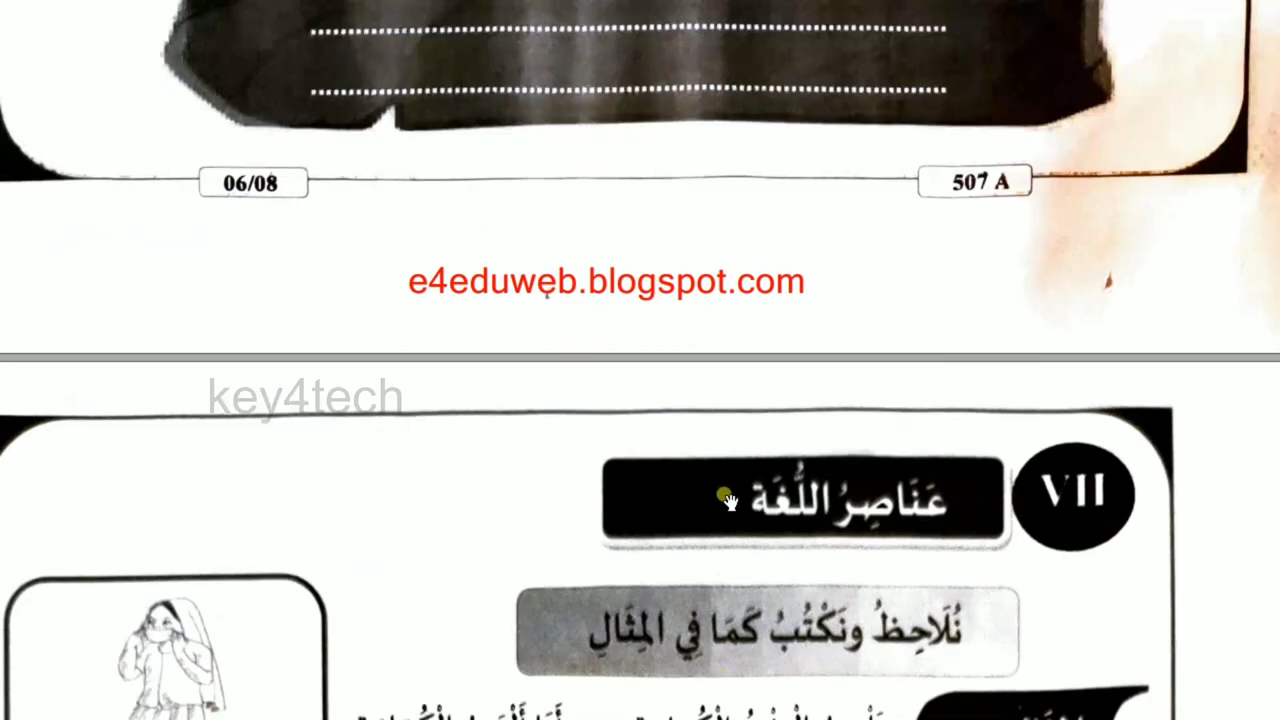 06/08
507 A
e4eduweb.blogspot.com
key4tech
VII
عَنَاصِرُ اللُّغَة
نُلَاحِظُ ونَكْتُبُ كَمَا فِي المِثَالِ